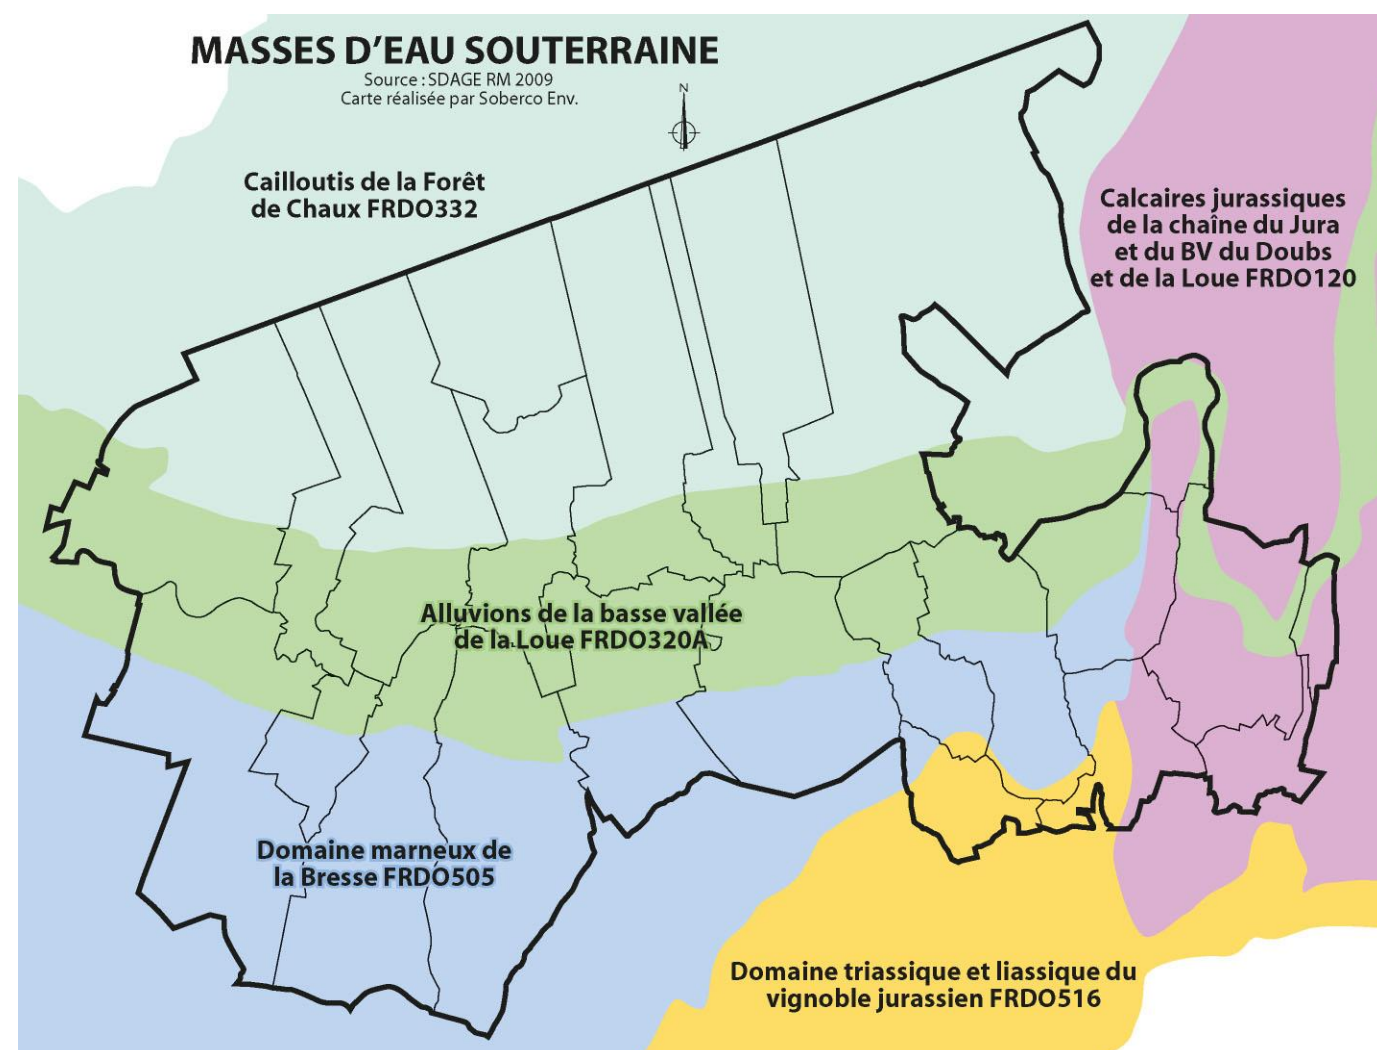 MASSES D'EAU SOUTERRAINE
Source : SDAGE RM 2009
Carte réalisée par Soberco Env.
N
Cailloutis de la Forêt
de Chaux FRDO332
Calcaires jurassiques
de la chaîne du Jura
et du BV du Doubs
et de la Loue FRDO120
Alluvions de la basse vallée
de la Loue FRDO320A
Domaine marneux de
la Bresse FRDO505
Domaine triassique et liassique du
vignoble jurassien FRDO516